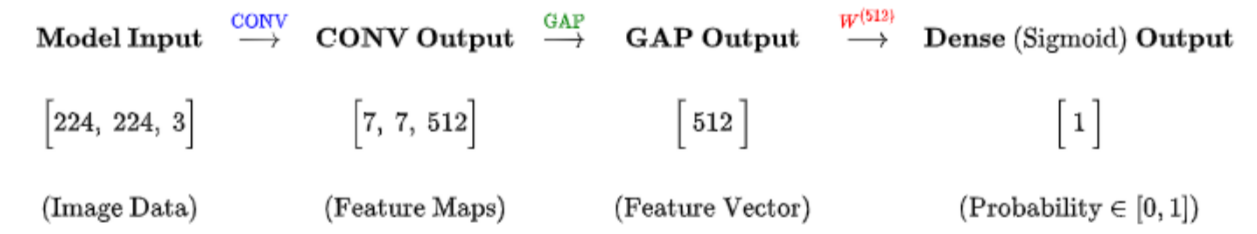 Model Input CONV → CONV Output GAP → GAP Output W^(512) → Dense (Sigmoid) Output
[224, 224, 3] [7, 7, 512] [512] [1]
(Image Data) (Feature Maps) (Feature Vector) (Probability ∈ [0, 1])